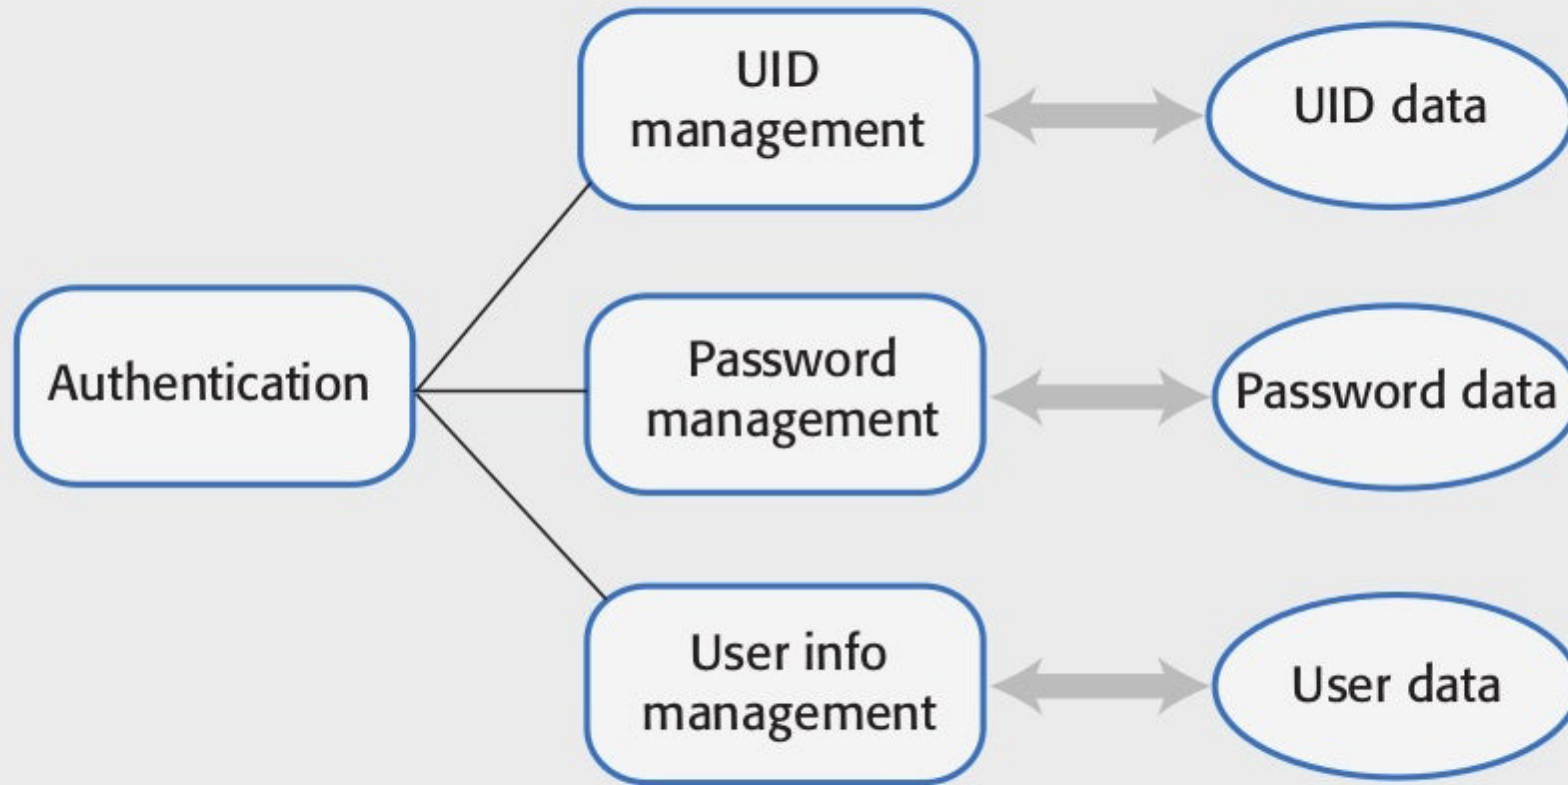 UID
management
UID data
Authentication
Password
management
Password data
User info
management
User data